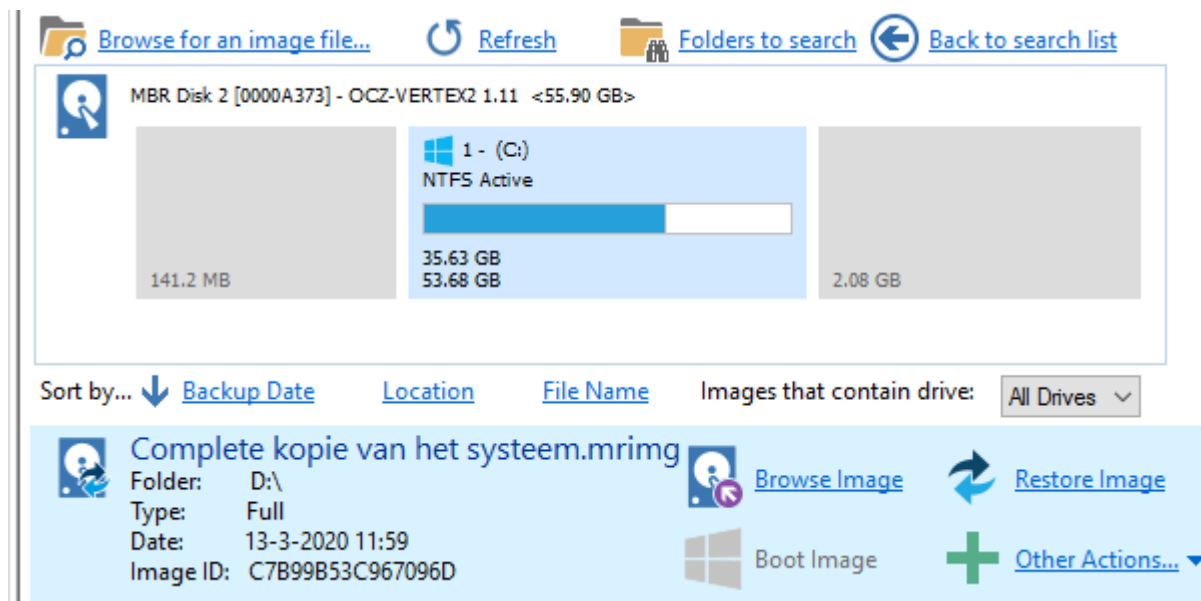 Browse for an image file... Refresh Folders to search Back to search list
MBR Disk 2 [0000A373] - OCZ-VERTEX2 1.11 <55.90 GB>
1 - (C:)
NTFS Active
35.63 GB
141.2 MB 53.68 GB 2.08 GB
Sort by... Backup Date Location File Name Images that contain drive: All Drives
Complete kopie van het systeem.mrimg
Folder: D:\
Browse Image Restore Image
Type: Full
Date: 13-3-2020 11:59
Boot Image Other Actions...
Image ID: C7B99B53C967096D